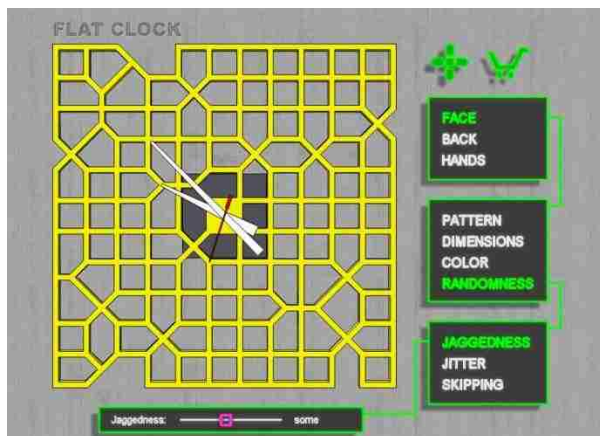 FLAT CLOCK
FACE
BACK
HANDS
PATTERN
DIMENSIONS
COLOR
RANDOMNESS
JAGGEDNESS
JITTER
SKIPPING
Jaggedness: some